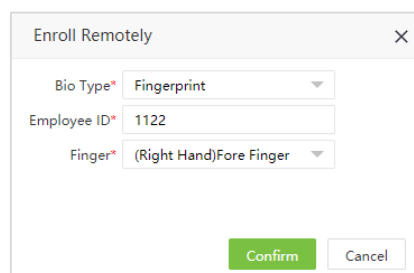 Enroll Remotely
Bio Type* Fingerprint
Employee ID* 1122
Finger* (Right Hand)Fore Finger
Confirm Cancel